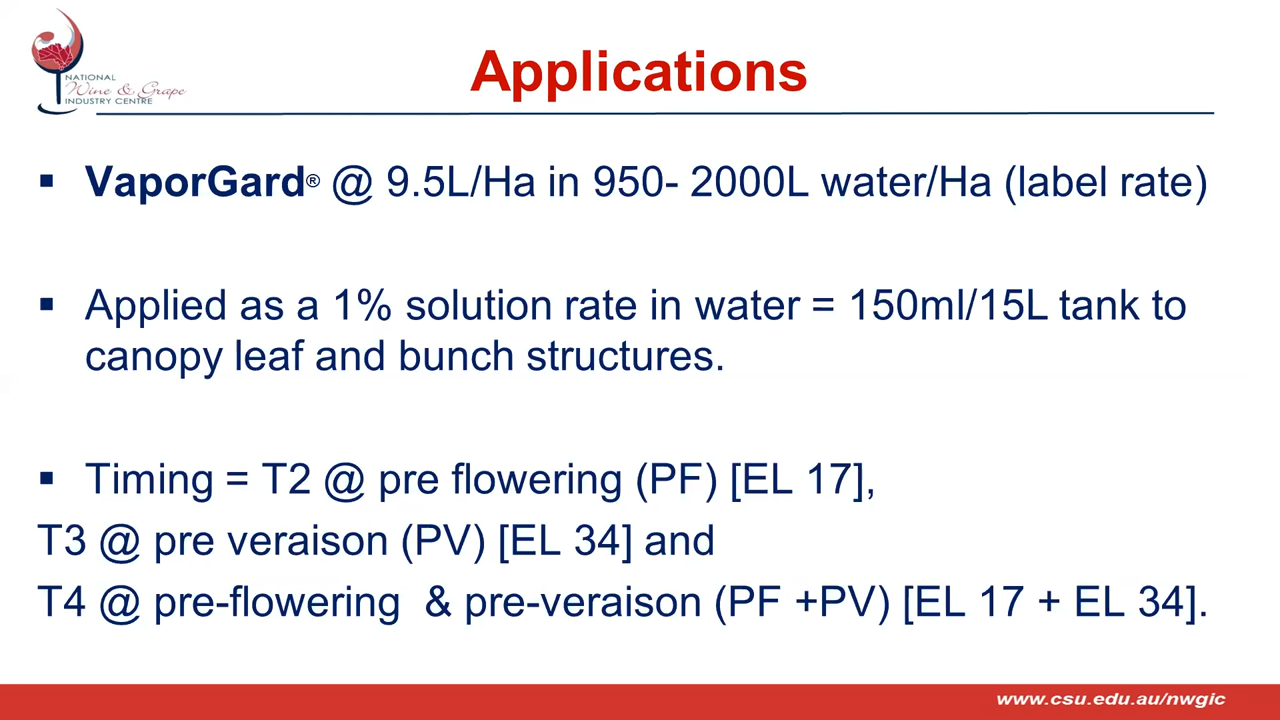 NATIONAL
Wine & Grape
INDUSTRY CENTRE
Applications
▪ VaporGard® @ 9.5L/Ha in 950- 2000L water/Ha (label rate)
▪ Applied as a 1% solution rate in water = 150ml/15L tank to
canopy leaf and bunch structures.
▪ Timing = T2 @ pre flowering (PF) [EL 17],
T3 @ pre veraison (PV) [EL 34] and
T4 @ pre-flowering & pre-veraison (PF +PV) [EL 17 + EL 34].
www.csu.edu.au/nwgic